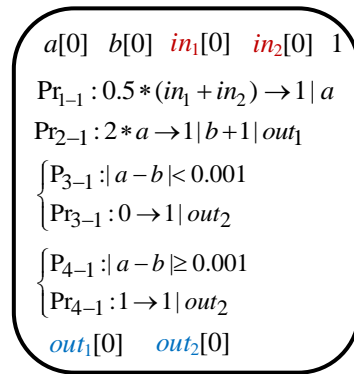 a[0] b[0] in₁[0] in₂[0] 1
Pr₁₋₁ : 0.5 * (in₁ + in₂) → 1 | a
Pr₂₋₁ : 2 * a → 1 | b + 1 | out₁
P₃₋₁ :| a − b |< 0.001
Pr₃₋₁ : 0 → 1 | out₂
P₄₋₁ :| a − b |≥ 0.001
Pr₄₋₁ : 1 → 1 | out₂
out₁[0] out₂[0]